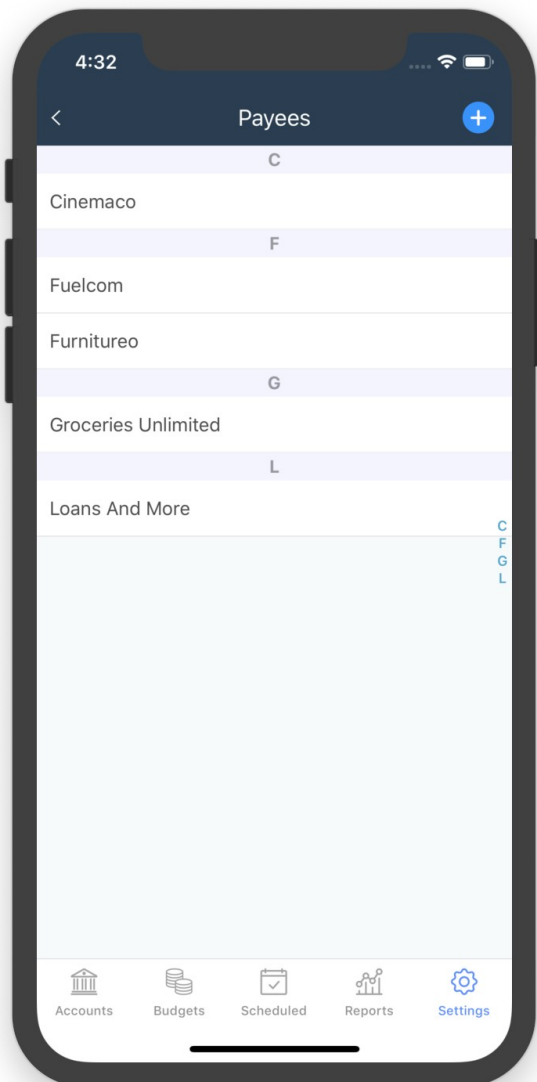 4:32
Payees
C
Cinemaco
F
Fuelcom
Furnitureo
G
Groceries Unlimited
L
Loans And More
C
F
G
L
Accounts Budgets Scheduled Reports Settings